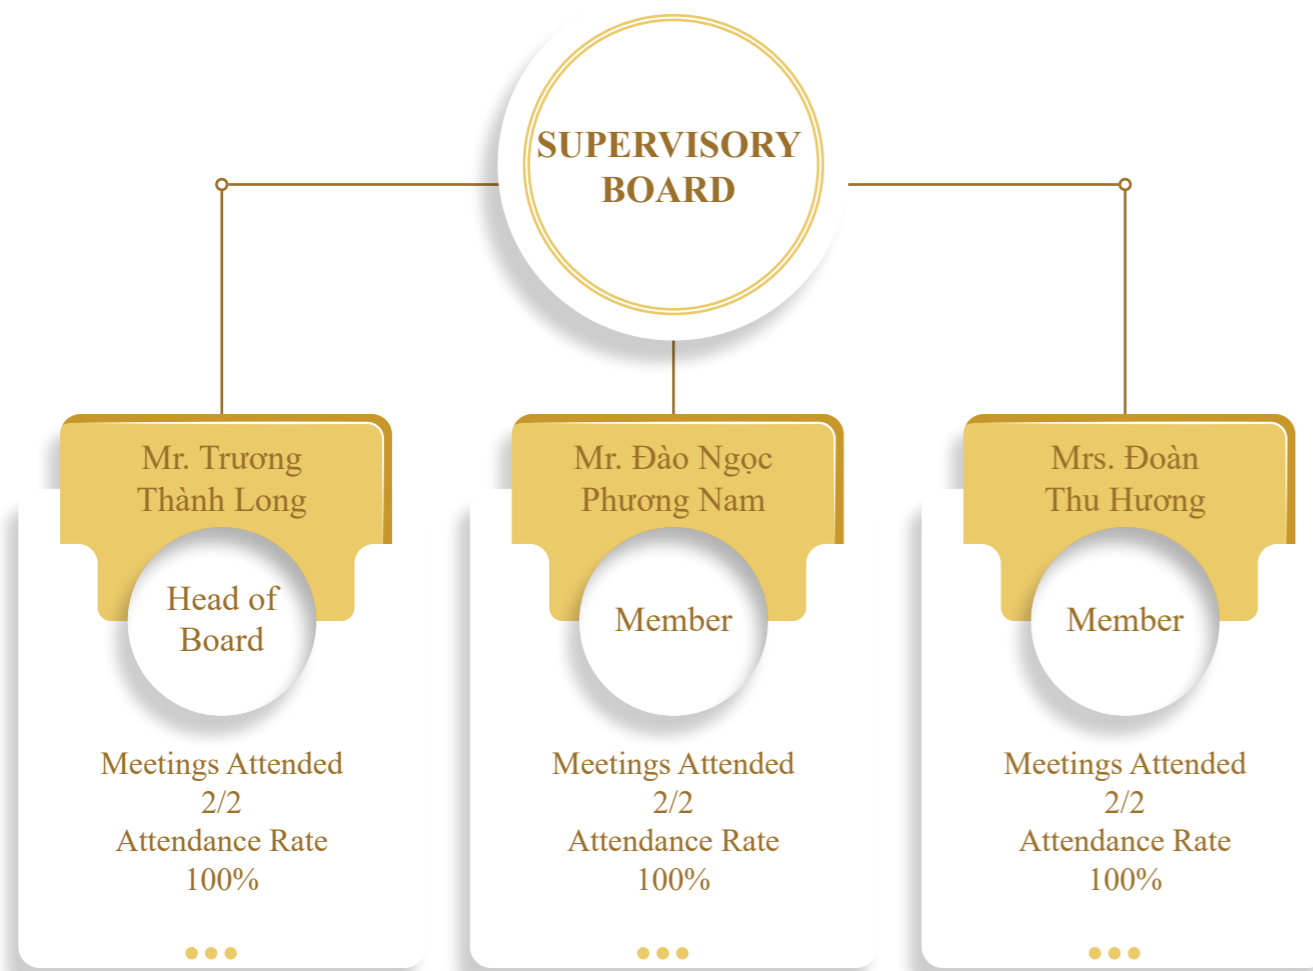 SUPERVISORY
BOARD
Mr. Trương
Thành Long
Head of
Board
Meetings Attended
2/2
Attendance Rate
100%
Mr. Đào Ngọc
Phương Nam
Member
Meetings Attended
2/2
Attendance Rate
100%
Mrs. Đoàn
Thu Hương
Member
Meetings Attended
2/2
Attendance Rate
100%